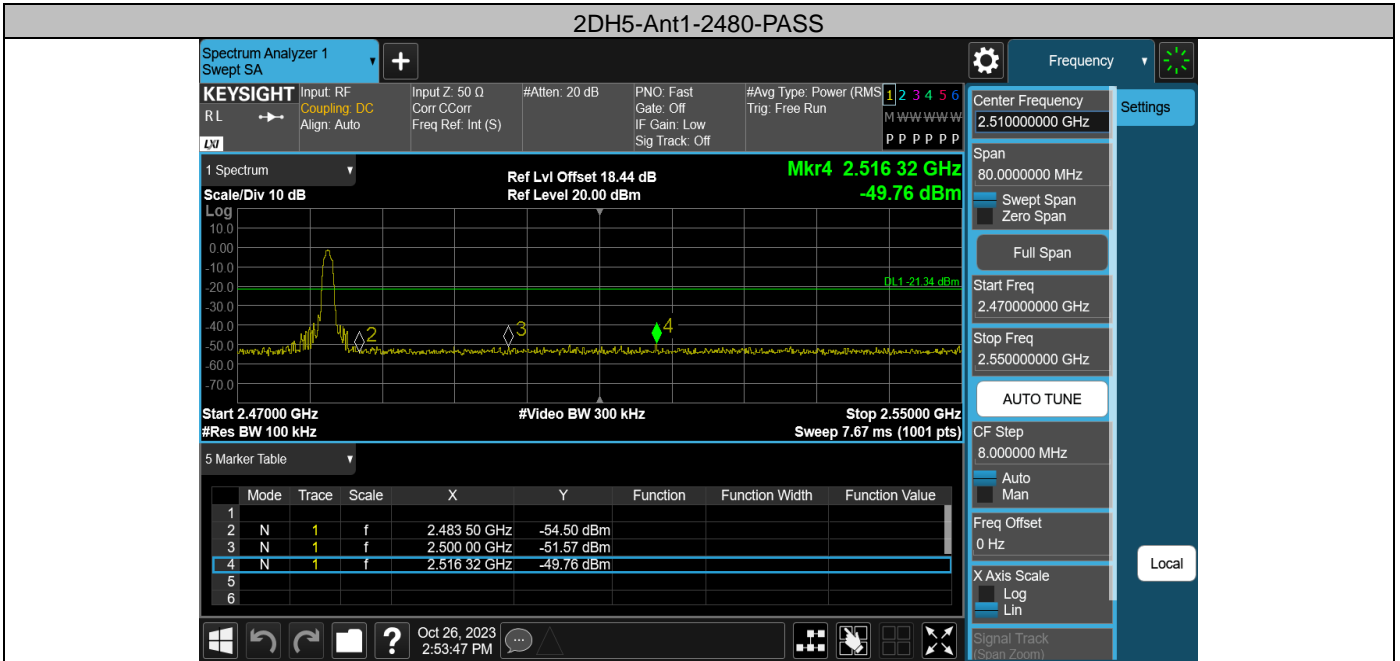 2DH5-Ant1-2480-PASS
Spectrum Analyzer 1
Swept SA
+
Frequency
KEYSIGHT
RL
LXI
Input: RF
Coupling: DC
Align: Auto
Input Z: 50 Ω
Corr CCorr
Freq Ref: Int (S)
#Atten: 20 dB
PNO: Fast
Gate: Off
IF Gain: Low
Sig Track: Off
#Avg Type: Power (RMS
Trig: Free Run
1 2 3 4 5 6
M W W W W W
P P P P P P
1 Spectrum
Scale/Div 10 dB
Ref Lvl Offset 18.44 dB
Ref Level 20.00 dBm
Mkr4 2.516 32 GHz
-49.76 dBm
Log
10.0
0.00
-10.0
-20.0
-30.0
-40.0
-50.0
-60.0
-70.0
DL1 -21.34 dBm
2
3
4
Start 2.47000 GHz
#Video BW 300 kHz
Stop 2.55000 GHz
#Res BW 100 kHz
Sweep 7.67 ms (1001 pts)
5 Marker Table
Mode Trace Scale X Y Function Function Width Function Value
1
2 N 1 f 2.483 50 GHz -54.50 dBm
3 N 1 f 2.500 00 GHz -51.57 dBm
4 N 1 f 2.516 32 GHz -49.76 dBm
5
6
?
Oct 26, 2023
2:53:47 PM
Center Frequency
2.510000000 GHz
Settings
Span
80.0000000 MHz
Swept Span
Zero Span
Full Span
Start Freq
2.470000000 GHz
Stop Freq
2.550000000 GHz
AUTO TUNE
CF Step
8.000000 MHz
Auto
Man
Freq Offset
0 Hz
Local
X Axis Scale
Log
Lin
Signal Track
(Span Zoom)